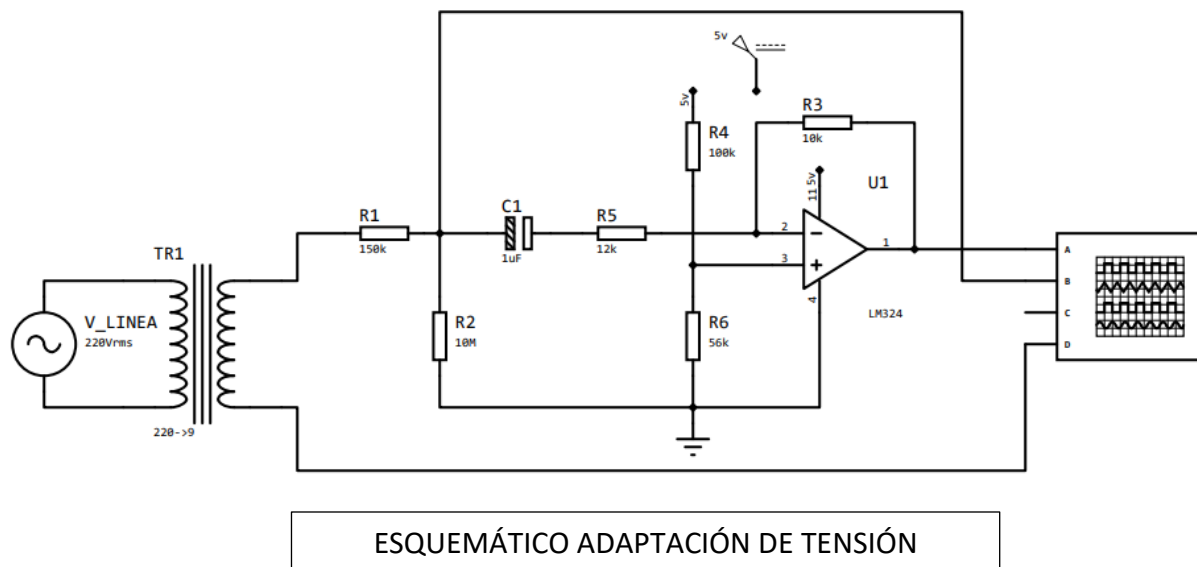 5v
R3
10k
5v
R4
100k
U1
11
5v
C1
1uF
R1
150k
R5
12k
2
3
1
4
LM324
TR1
V_LINEA
220Vrms
R2
10M
R6
56k
220->9
A
B
C
D
ESQUEMÁTICO ADAPTACIÓN DE TENSIÓN